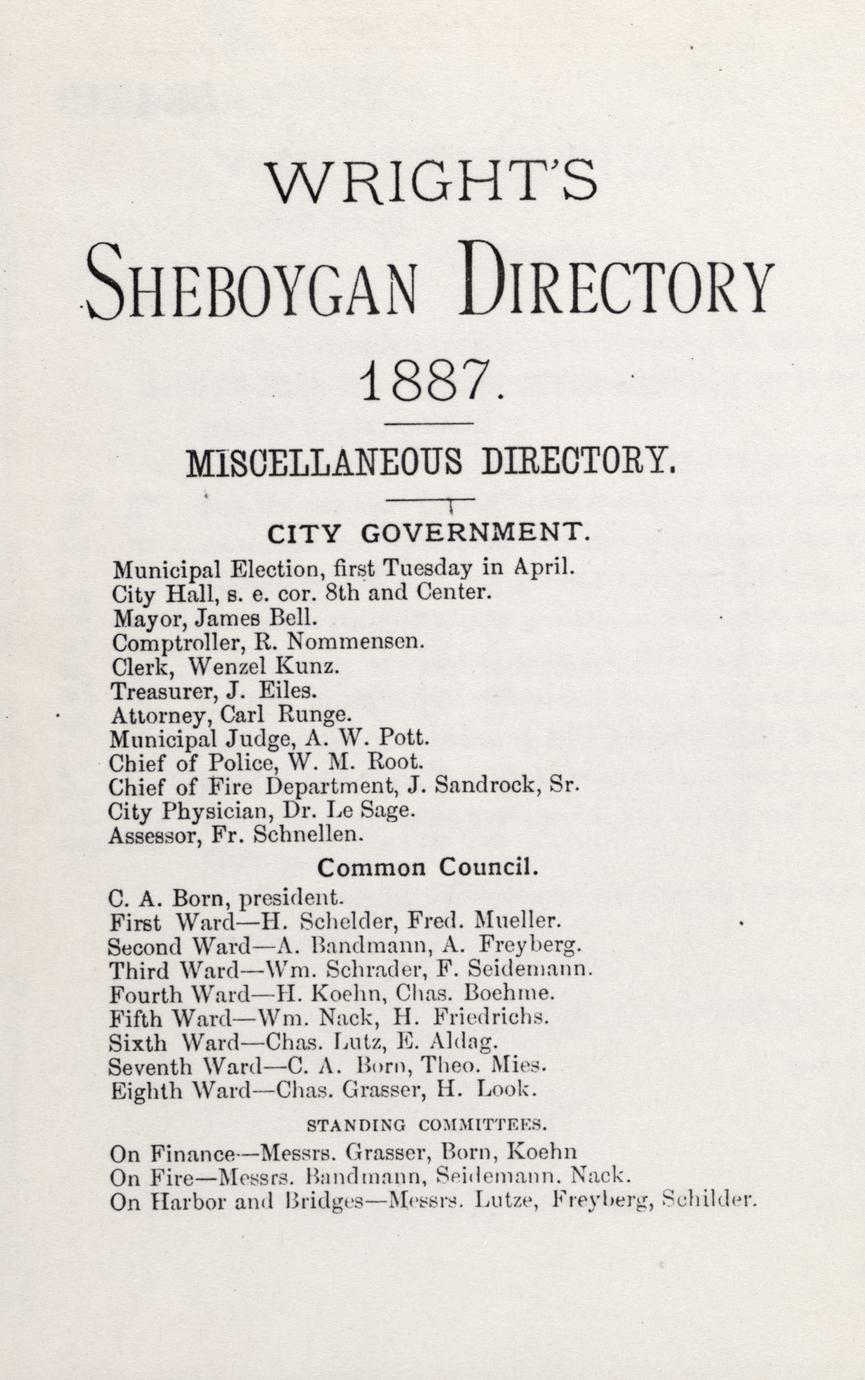 WRIGHT'S
SHEBOYGAN DIRECTORY
1887.
MISCELLANEOUS DIRECTORY.
CITY GOVERNMENT.
Municipal Election, first Tuesday in April.
City Hall, s. e. cor. 8th and Center.
Mayor, James Bell.
Comptroller, R. Nommensen.
Clerk, Wenzel Kunz.
Treasurer, J. Eiles.
Attorney, Carl Runge.
Municipal Judge, A. W. Pott.
Chief of Police, W. M. Root.
Chief of Fire Department, J. Sandrock, Sr.
City Physician, Dr. Le Sage.
Assessor, Fr. Schnellen.
Common Council.
C. A. Born, president.
First Ward—H. Schelder, Fred. Mueller.
Second Ward—A. Bandmann, A. Freyberg.
Third Ward—Wm. Schrader, F. Seidemann.
Fourth Ward—H. Koehn, Chas. Boehme.
Fifth Ward—Wm. Nack, H. Friedrichs.
Sixth Ward—Chas. Lutz, E. Aldag.
Seventh Ward—C. A. Born, Theo. Mies.
Eighth Ward—Chas. Grasser, H. Look.
STANDING COMMITTEES.
On Finance—Messrs. Grasser, Born, Koehn
On Fire—Messrs. Bandmann, Seidemann. Nack.
On Harbor and Bridges—Messrs. Lutze, Freyberg, Schilder.